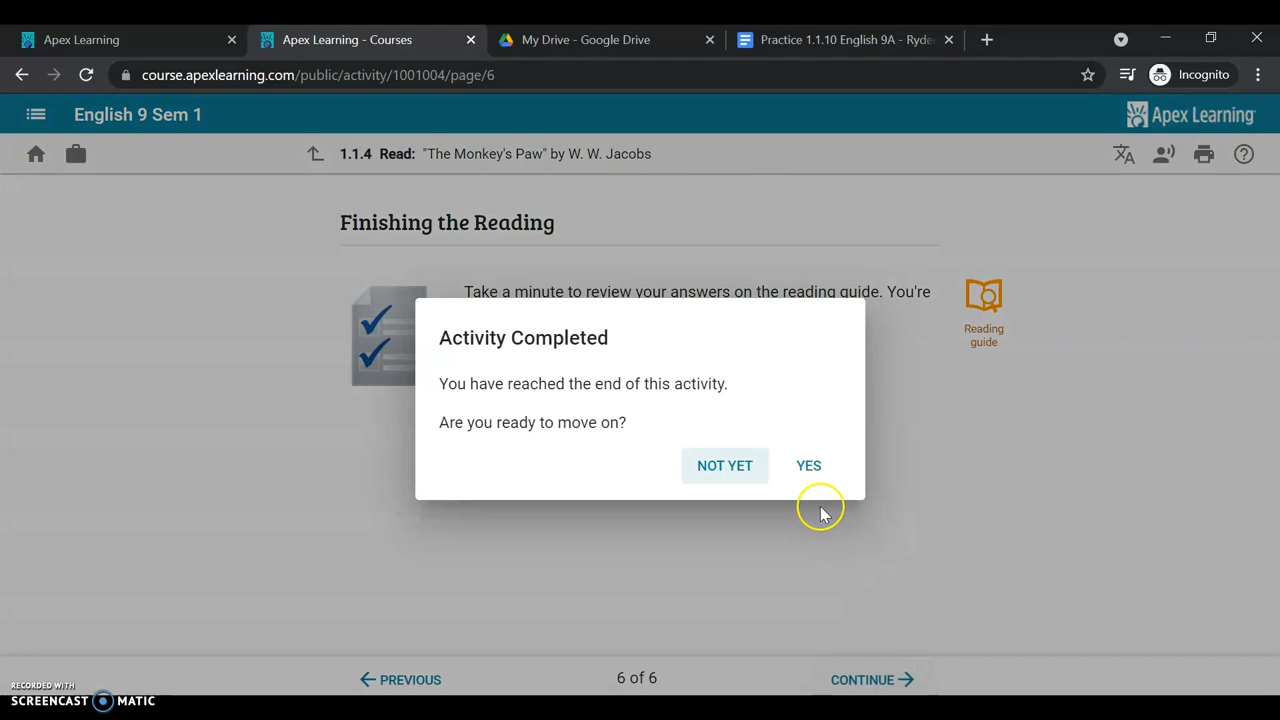 Apex Learning
Apex Learning - Courses
My Drive - Google Drive
Practice 1.1.10 English 9A - Ryde
course.apexlearning.com/public/activity/1001004/page/6
Incognito
English 9 Sem 1
Apex Learning
1.1.4 Read: "The Monkey's Paw" by W. W. Jacobs
Finishing the Reading
Take a minute to review your answers on the reading guide. You're
Reading
guide
Activity Completed
You have reached the end of this activity.
Are you ready to move on?
NOT YET YES
PREVIOUS
6 of 6
CONTINUE
RECORDED WITH
SCREENCAST MATIC